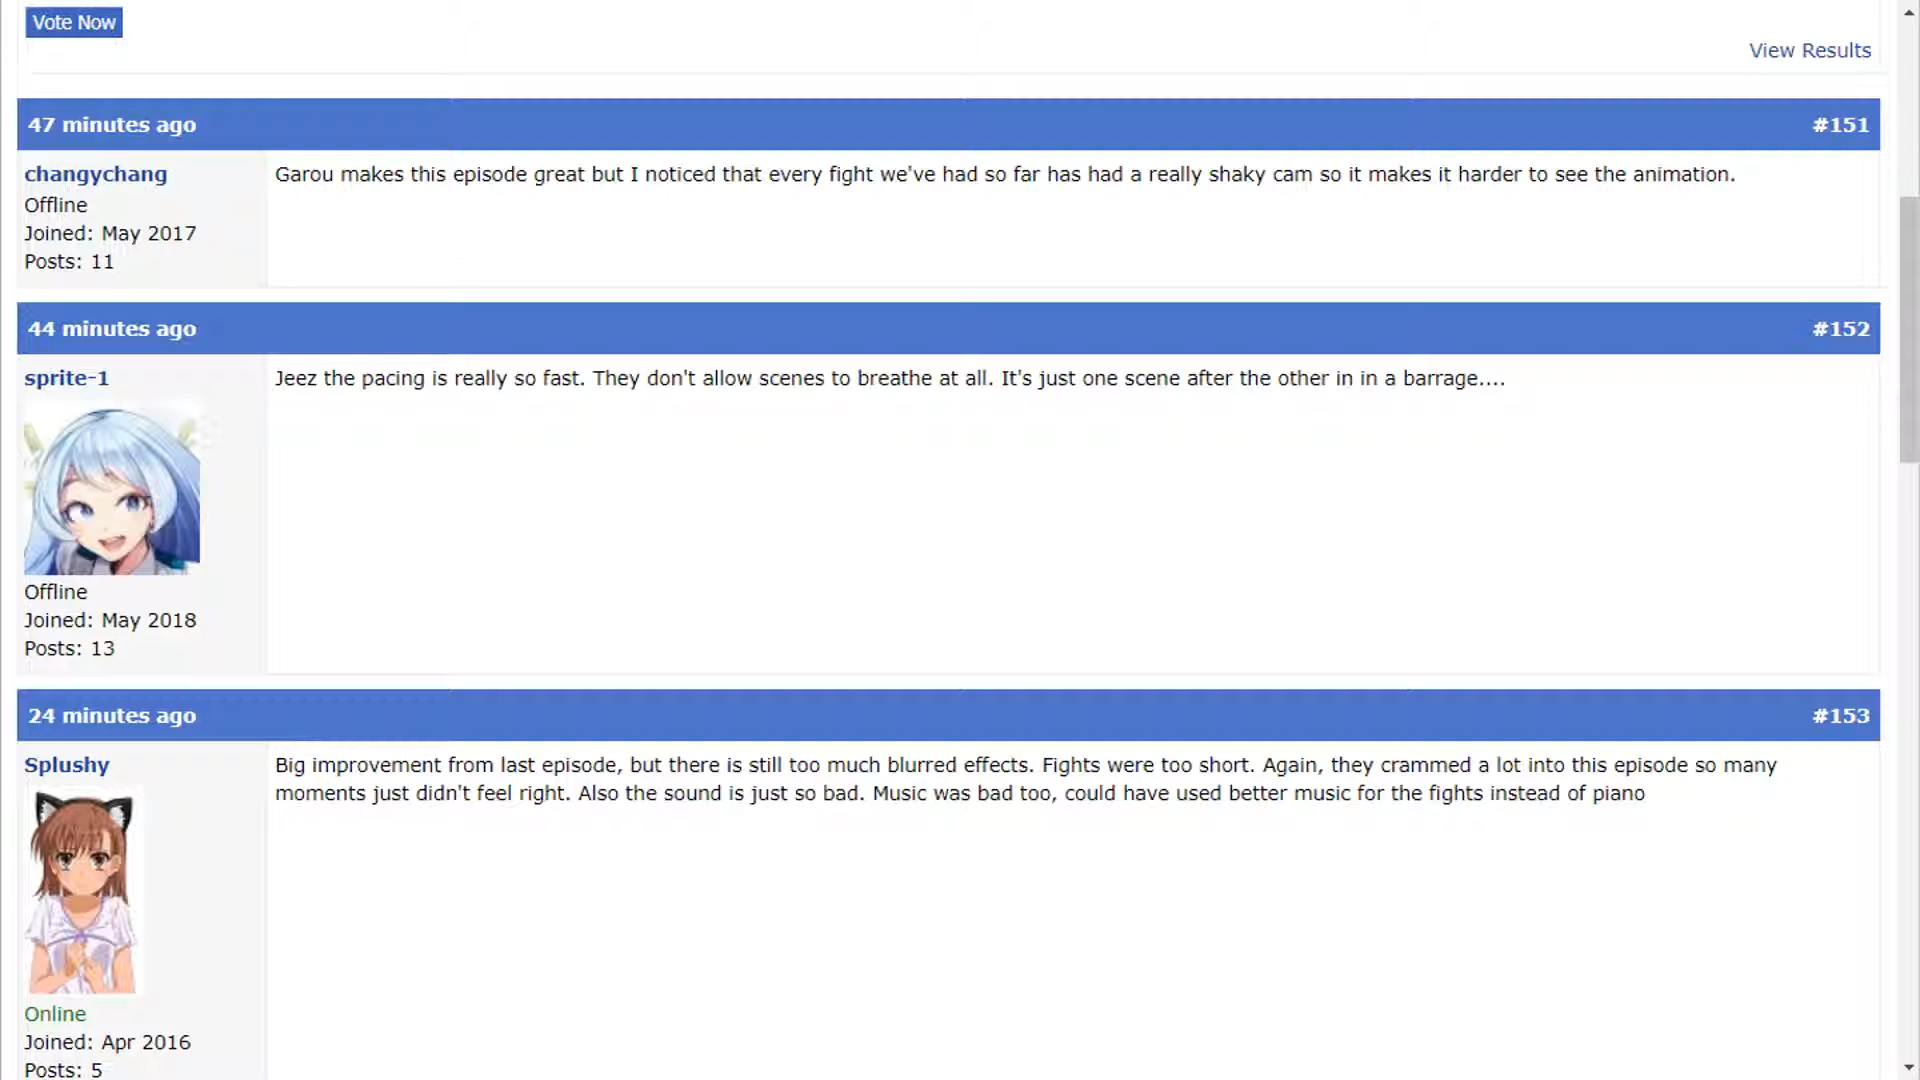 Vote Now
View Results
47 minutes ago #151
changychang
Offline
Joined: May 2017
Posts: 11
Garou makes this episode great but I noticed that every fight we've had so far has had a really shaky cam so it makes it harder to see the animation.
44 minutes ago #152
sprite-1
Offline
Joined: May 2018
Posts: 13
Jeez the pacing is really so fast. They don't allow scenes to breathe at all. It's just one scene after the other in in a barrage....
24 minutes ago #153
Splushy
Online
Joined: Apr 2016
Posts: 5
Big improvement from last episode, but there is still too much blurred effects. Fights were too short. Again, they crammed a lot into this episode so many
moments just didn't feel right. Also the sound is just so bad. Music was bad too, could have used better music for the fights instead of piano